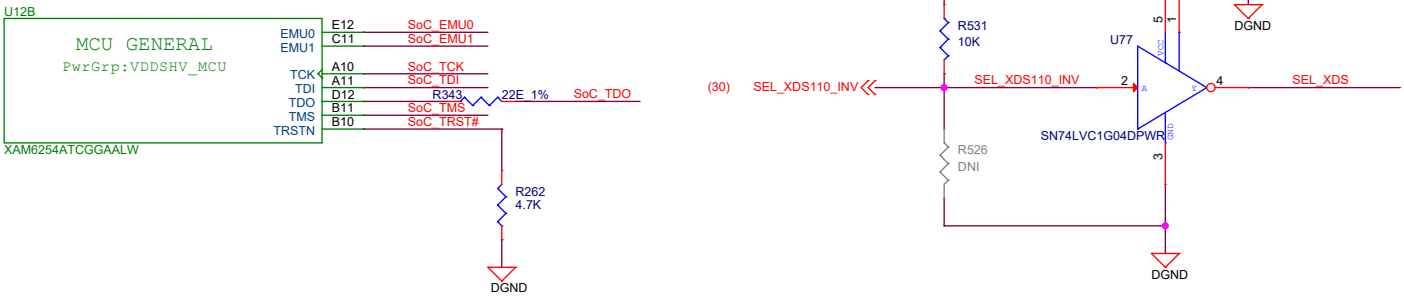 U12B
MCU GENERAL
PwrGrp:VDDSHV_MCU
EMU0 E12 SoC_EMU0
EMU1 C11 SoC_EMU1
TCK A10 SoC_TCK
TDI A11 SoC_TDI
TDO D12 R343 22E_1% SoC_TDO
TMS B11 SoC_TMS
TRSTN B10 SoC_TRST#
XAM6254ATCGGAALW
R262
4.7K
DGND
DGND
R531
10K
U77
5
1
VCC
(30) SEL_XDS110_INV
SEL_XDS110_INV
2
A
Y
4
SEL_XDS
SN74LVC1G04DPWR
GND
3
R526
DNI
DGND